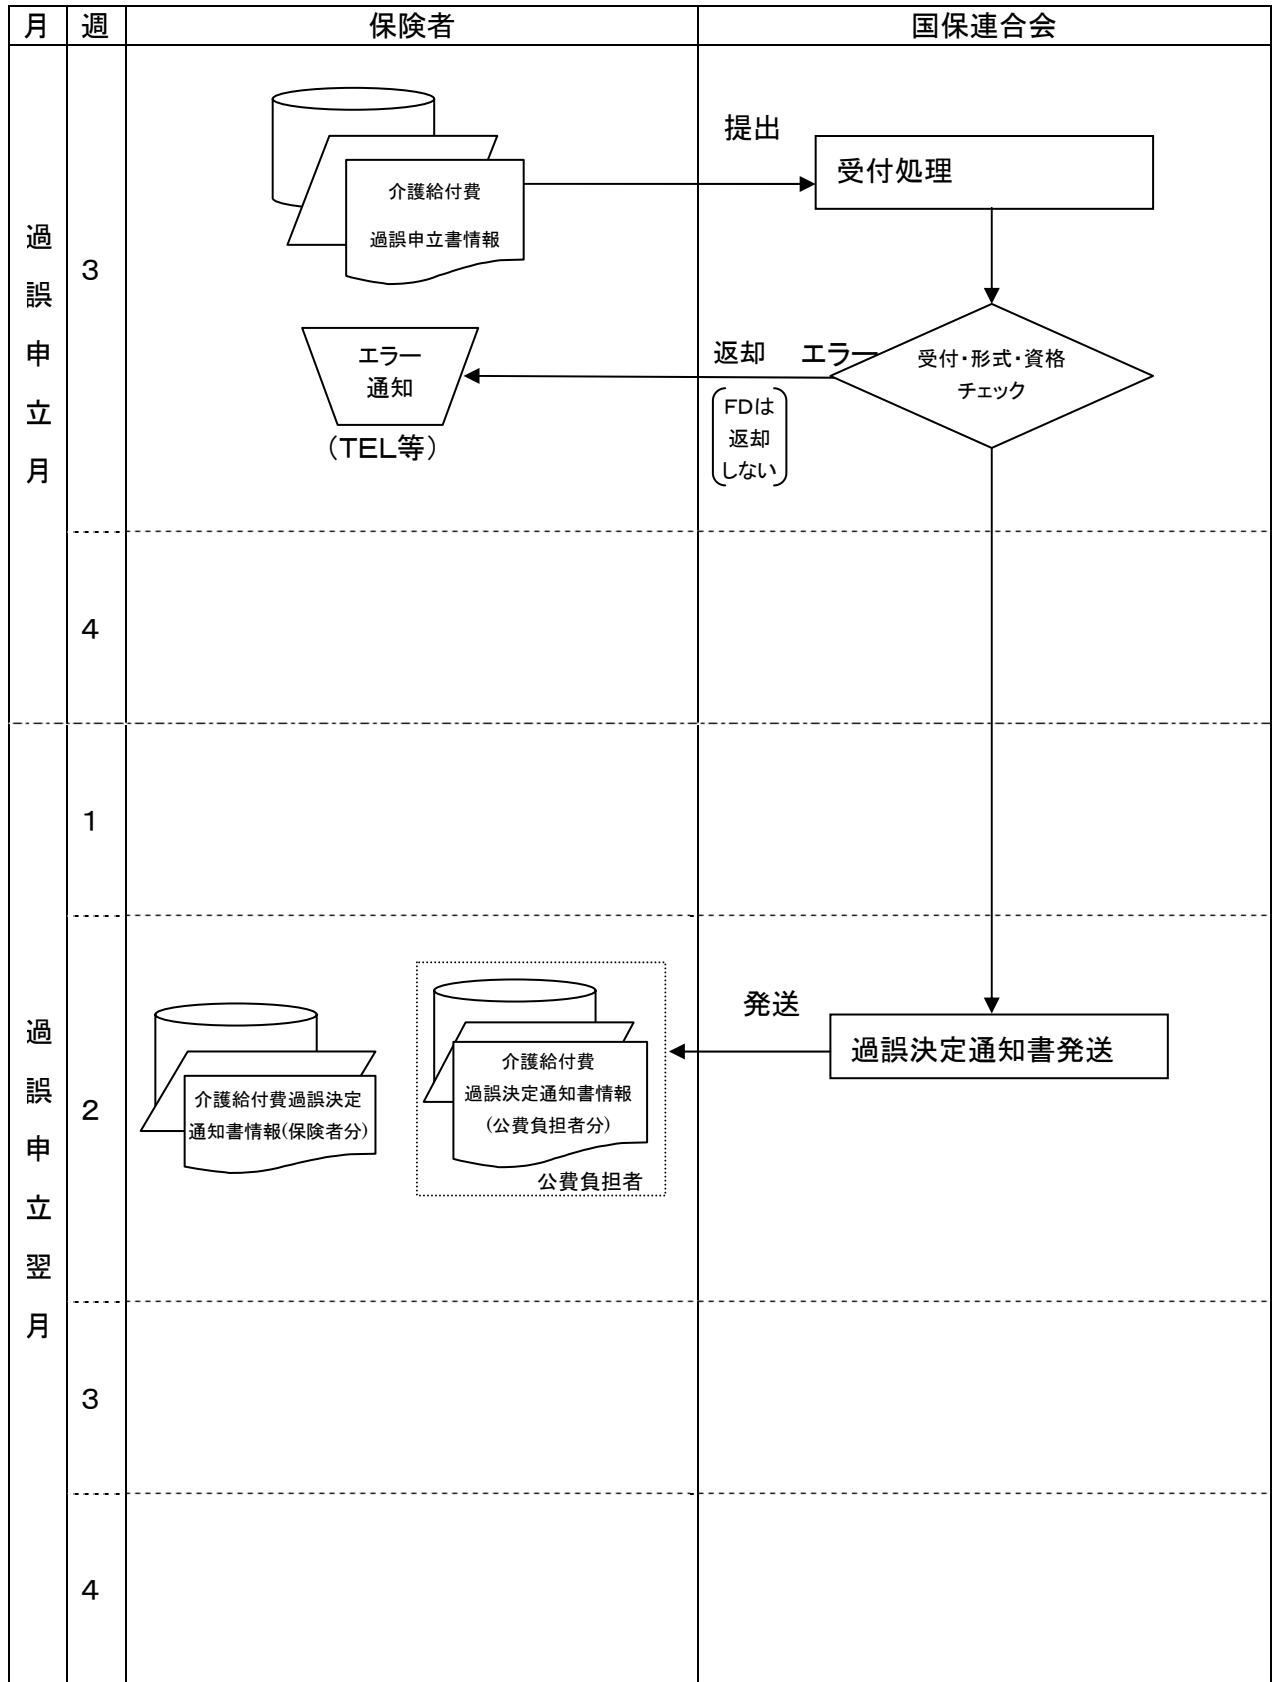 月 週 保険者 国保連合会
過誤申立月
3
介護給付費
過誤申立書情報
提出
受付処理
エラー
通知
(TEL等)
返却 エラー
FDは
返却
しない
受付・形式・資格
チェック
4
1
過誤申立翌月
2
介護給付費過誤決定
通知書情報(保険者分)
介護給付費
過誤決定通知書情報
(公費負担者分)
公費負担者
発送
過誤決定通知書発送
3
4